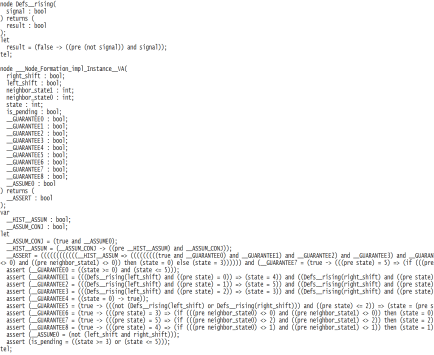 node Defs__rising(
  signal : bool
) returns (
  result : bool
);
let
  result = (false -> ((pre (not signal)) and signal));
tel;

node ___Node_Formation_impl_Instance__VA(
  right_shift : bool;
  left_shift : bool;
  neighbor_state1 : int;
  neighbor_state0 : int;
  state : int;
  is_pending : bool;
  __GUARANTEE0 : bool;
  __GUARANTEE1 : bool;
  __GUARANTEE2 : bool;
  __GUARANTEE3 : bool;
  __GUARANTEE4 : bool;
  __GUARANTEE5 : bool;
  __GUARANTEE6 : bool;
  __GUARANTEE7 : bool;
  __GUARANTEE8 : bool;
  __ASSUME0 : bool
) returns (
  __ASSERT : bool
);
var
  __HIST_ASSUM : bool;
  __ASSUM_CONJ : bool;
let
  __ASSUM_CONJ = (true and __ASSUME0);
  __HIST_ASSUM = (__ASSUM_CONJ -> ((pre __HIST_ASSUM) and __ASSUM_CONJ));
  __ASSERT = ((((((((((((__HIST_ASSUM => (((((((((true and __GUARANTEE0) and __GUARANTEE1) and __GUARANTEE2) and __GUARANTEE3) and __GUARAN
<> 0) and ((pre neighbor_state1) <> 0)) then (state = 0) else (state = 3)))))) and (__GUARANTEE7 = (true -> (((pre state) = 5) => (if (((pre
  assert (__GUARANTEE0 = ((state >= 0) and (state <= 5)));
  assert (__GUARANTEE1 = (((Defs__rising(left_shift) and ((pre state) = 0)) => (state = 4)) and ((Defs__rising(right_shift) and ((pre state)
  assert (__GUARANTEE2 = (((Defs__rising(left_shift) and ((pre state) = 1)) => (state = 5)) and ((Defs__rising(right_shift) and ((pre state)
  assert (__GUARANTEE3 = (((Defs__rising(left_shift) and ((pre state) = 2)) => (state = 3)) and ((Defs__rising(right_shift) and ((pre state)
  assert (__GUARANTEE4 = ((state = 0) -> true));
  assert (__GUARANTEE5 = (true -> (((not (Defs__rising(left_shift) or Defs__rising(right_shift))) and ((pre state) <= 2)) => (state = (pre s
  assert (__GUARANTEE6 = (true -> (((pre state) = 3) => (if (((pre neighbor_state0) <> 0) and ((pre neighbor_state1) <> 0)) then (state = 0)
  assert (__GUARANTEE7 = (true -> (((pre state) = 5) => (if (((pre neighbor_state0) <> 2) and ((pre neighbor_state1) <> 2)) then (state = 2)
  assert (__GUARANTEE8 = (true -> (((pre state) = 4) => (if (((pre neighbor_state0) <> 1) and ((pre neighbor_state1) <> 1)) then (state = 1)
  assert (__ASSUME0 = (not (left_shift and right_shift)));
  assert (is_pending = ((state >= 3) or (state <= 5)));
tel;